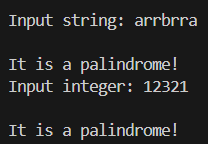 Input string: arrbrra
It is a palindrome!
Input integer: 12321
It is a palindrome!